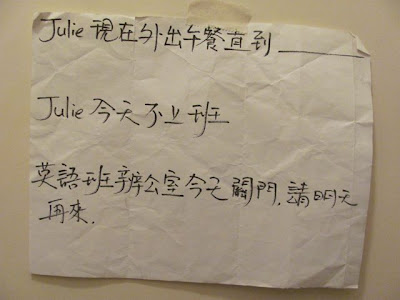 Julie 現在外出午餐直到 ________
Julie 今天不上班
英語班辦公室今天關門, 請明天
再來.